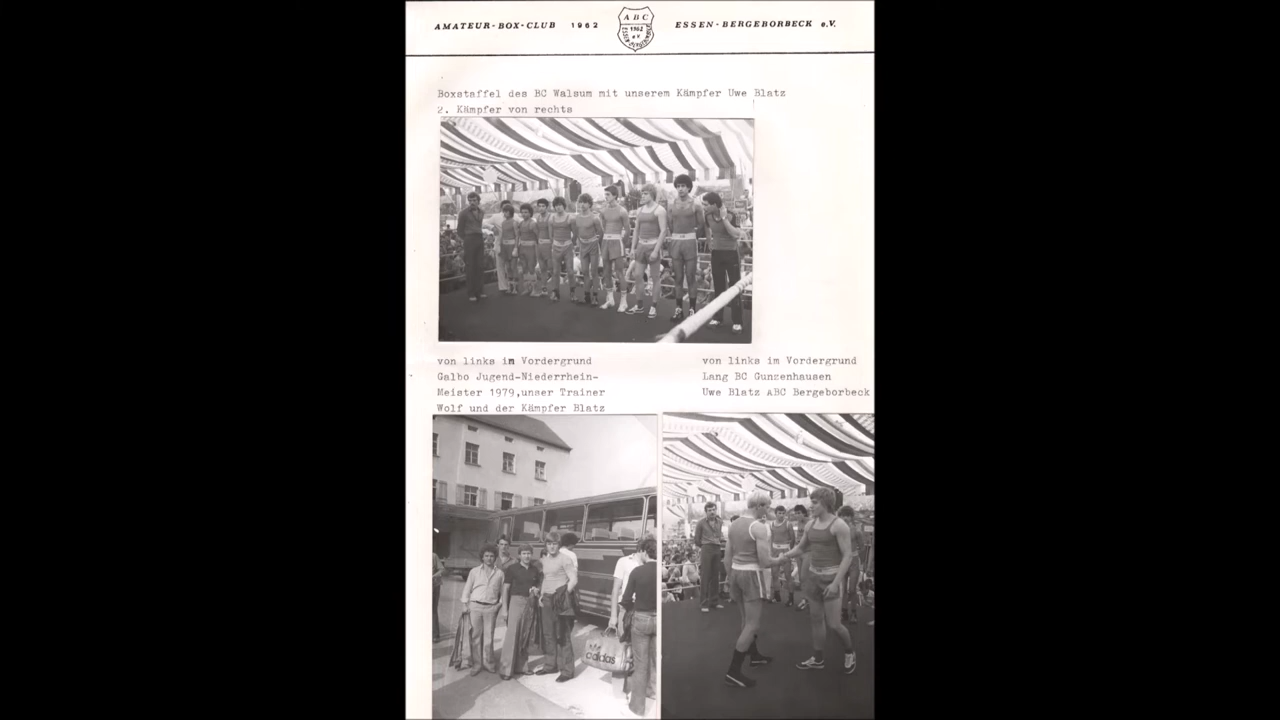 AMATEUR-BOX-CLUB 1962
ABC
1962
e V
ESSEN-BERGEBORBECK e.V.
Boxstaffel des BC Walsum mit unserem Kämpfer Uwe Blatz
2. Kämpfer von rechts
von links im Vordergrund
Galbo Jugend-Niederrhein-
Meister 1979,unser Trainer
Wolf und der Kämpfer Blatz
von links im Vordergrund
Lang BC Gunzenhausen
Uwe Blatz ABC Bergeborbeck
adidas